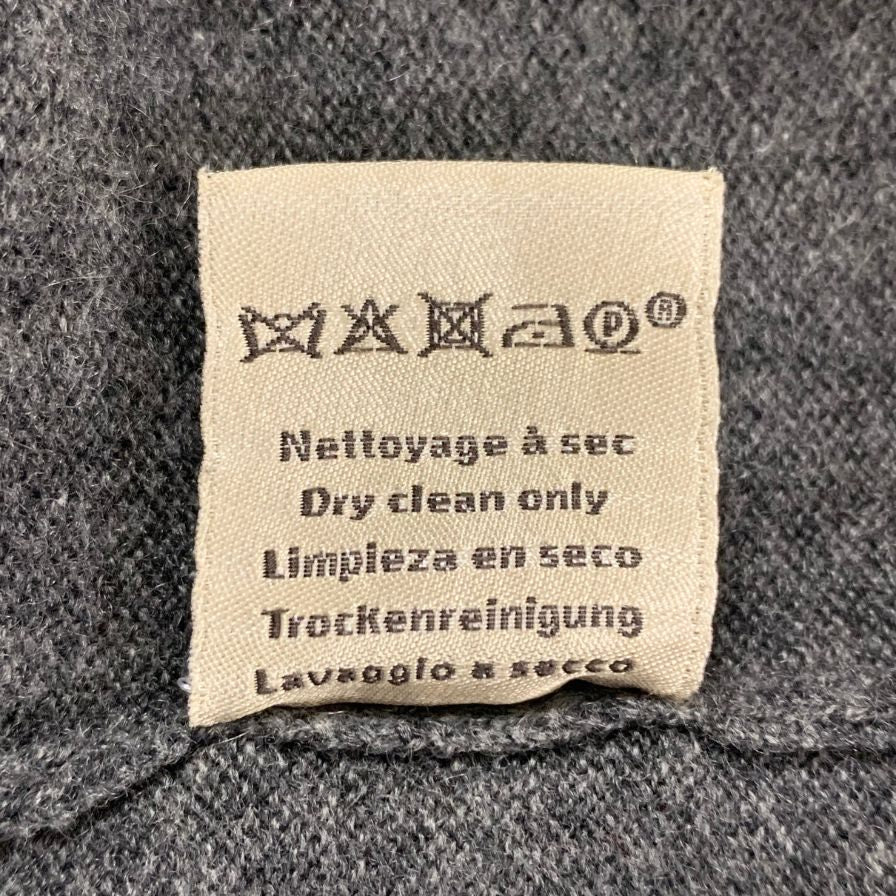 P ®
Nettoyage à sec
Dry clean only
Limpieza en seco
Trockenreinigung
Lavaggio a secco